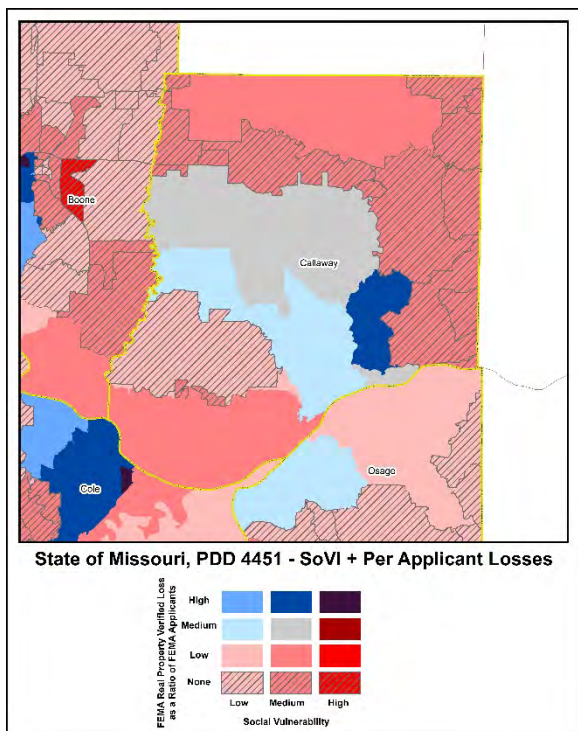 Boone
Callaway
Osage
Cole
State of Missouri, PDD 4451 - SoVI + Per Applicant Losses
FEMA Real Property Verified Loss
as a Ratio of FEMA Applicants
High
Medium
Low
None
Low Medium High
Social Vulnerability